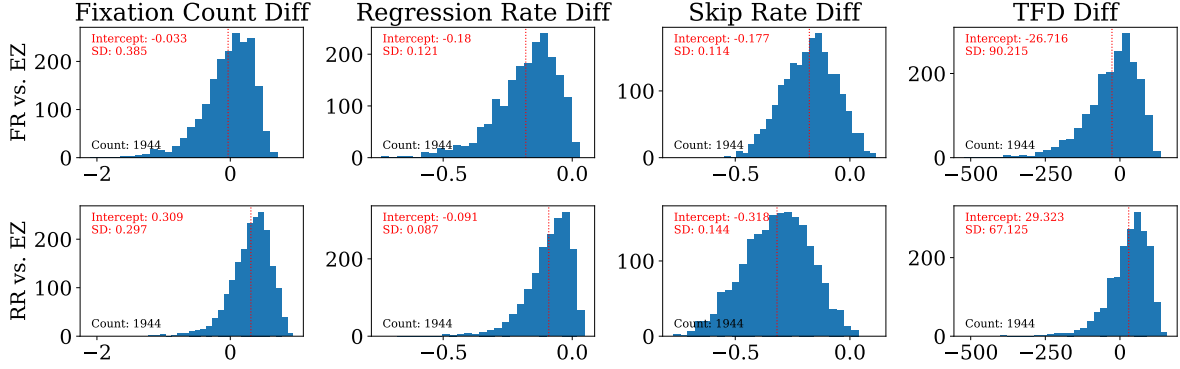 Fixation Count Diff
Regression Rate Diff
Skip Rate Diff
TFD Diff
FR vs. EZ
200
100
0
Intercept: -0.033
SD: 0.385
Count: 1944
−2
0
200
100
0
Intercept: -0.18
SD: 0.121
Count: 1944
−0.5
0.0
100
0
Intercept: -0.177
SD: 0.114
Count: 1944
−0.5
0.0
200
0
Intercept: -26.716
SD: 90.215
Count: 1944
−500
−250
0
RR vs. EZ
200
100
0
Intercept: 0.309
SD: 0.297
Count: 1944
−2
0
200
0
Intercept: -0.091
SD: 0.087
Count: 1944
−0.5
0.0
100
0
Intercept: -0.318
SD: 0.144
Count: 1944
−0.5
0.0
200
0
Intercept: 29.323
SD: 67.125
Count: 1944
−500
−250
0